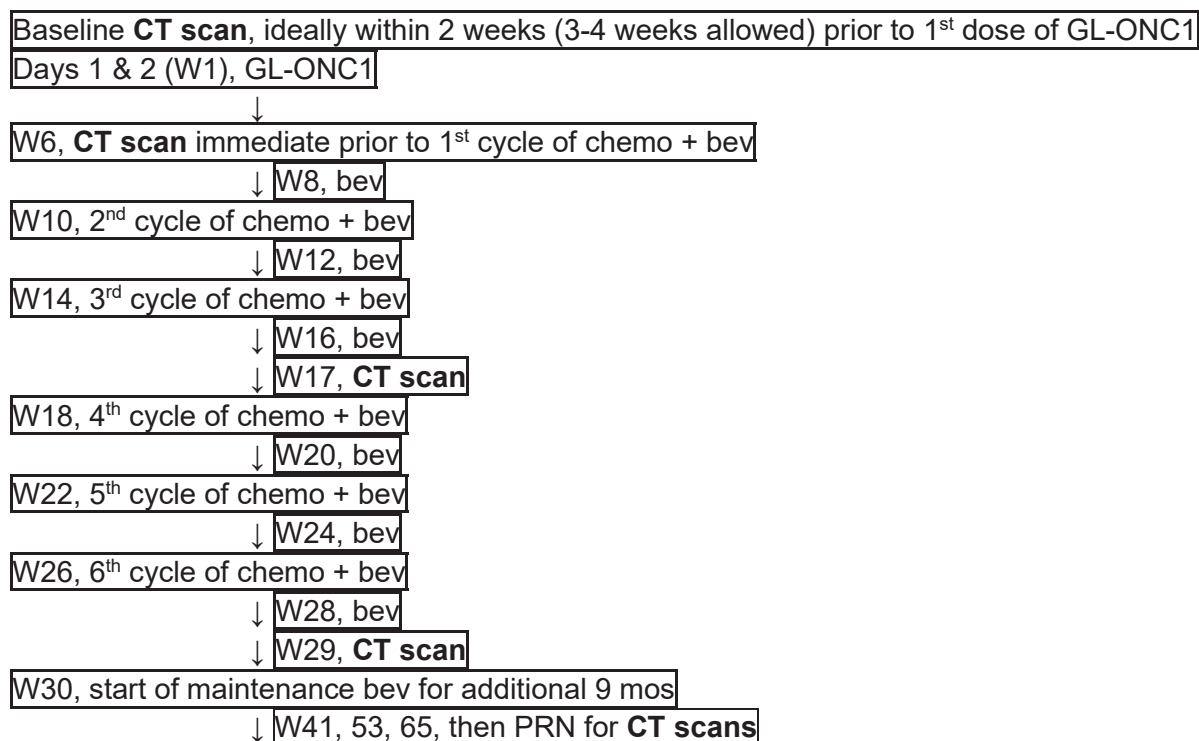 Baseline CT scan, ideally within 2 weeks (3-4 weeks allowed) prior to 1st dose of GL-ONC1
Days 1 & 2 (W1), GL-ONC1
↓
W6, CT scan immediate prior to 1st cycle of chemo + bev
↓ W8, bev
W10, 2nd cycle of chemo + bev
↓ W12, bev
W14, 3rd cycle of chemo + bev
↓ W16, bev
↓ W17, CT scan
W18, 4th cycle of chemo + bev
↓ W20, bev
W22, 5th cycle of chemo + bev
↓ W24, bev
W26, 6th cycle of chemo + bev
↓ W28, bev
↓ W29, CT scan
W30, start of maintenance bev for additional 9 mos
↓ W41, 53, 65, then PRN for CT scans